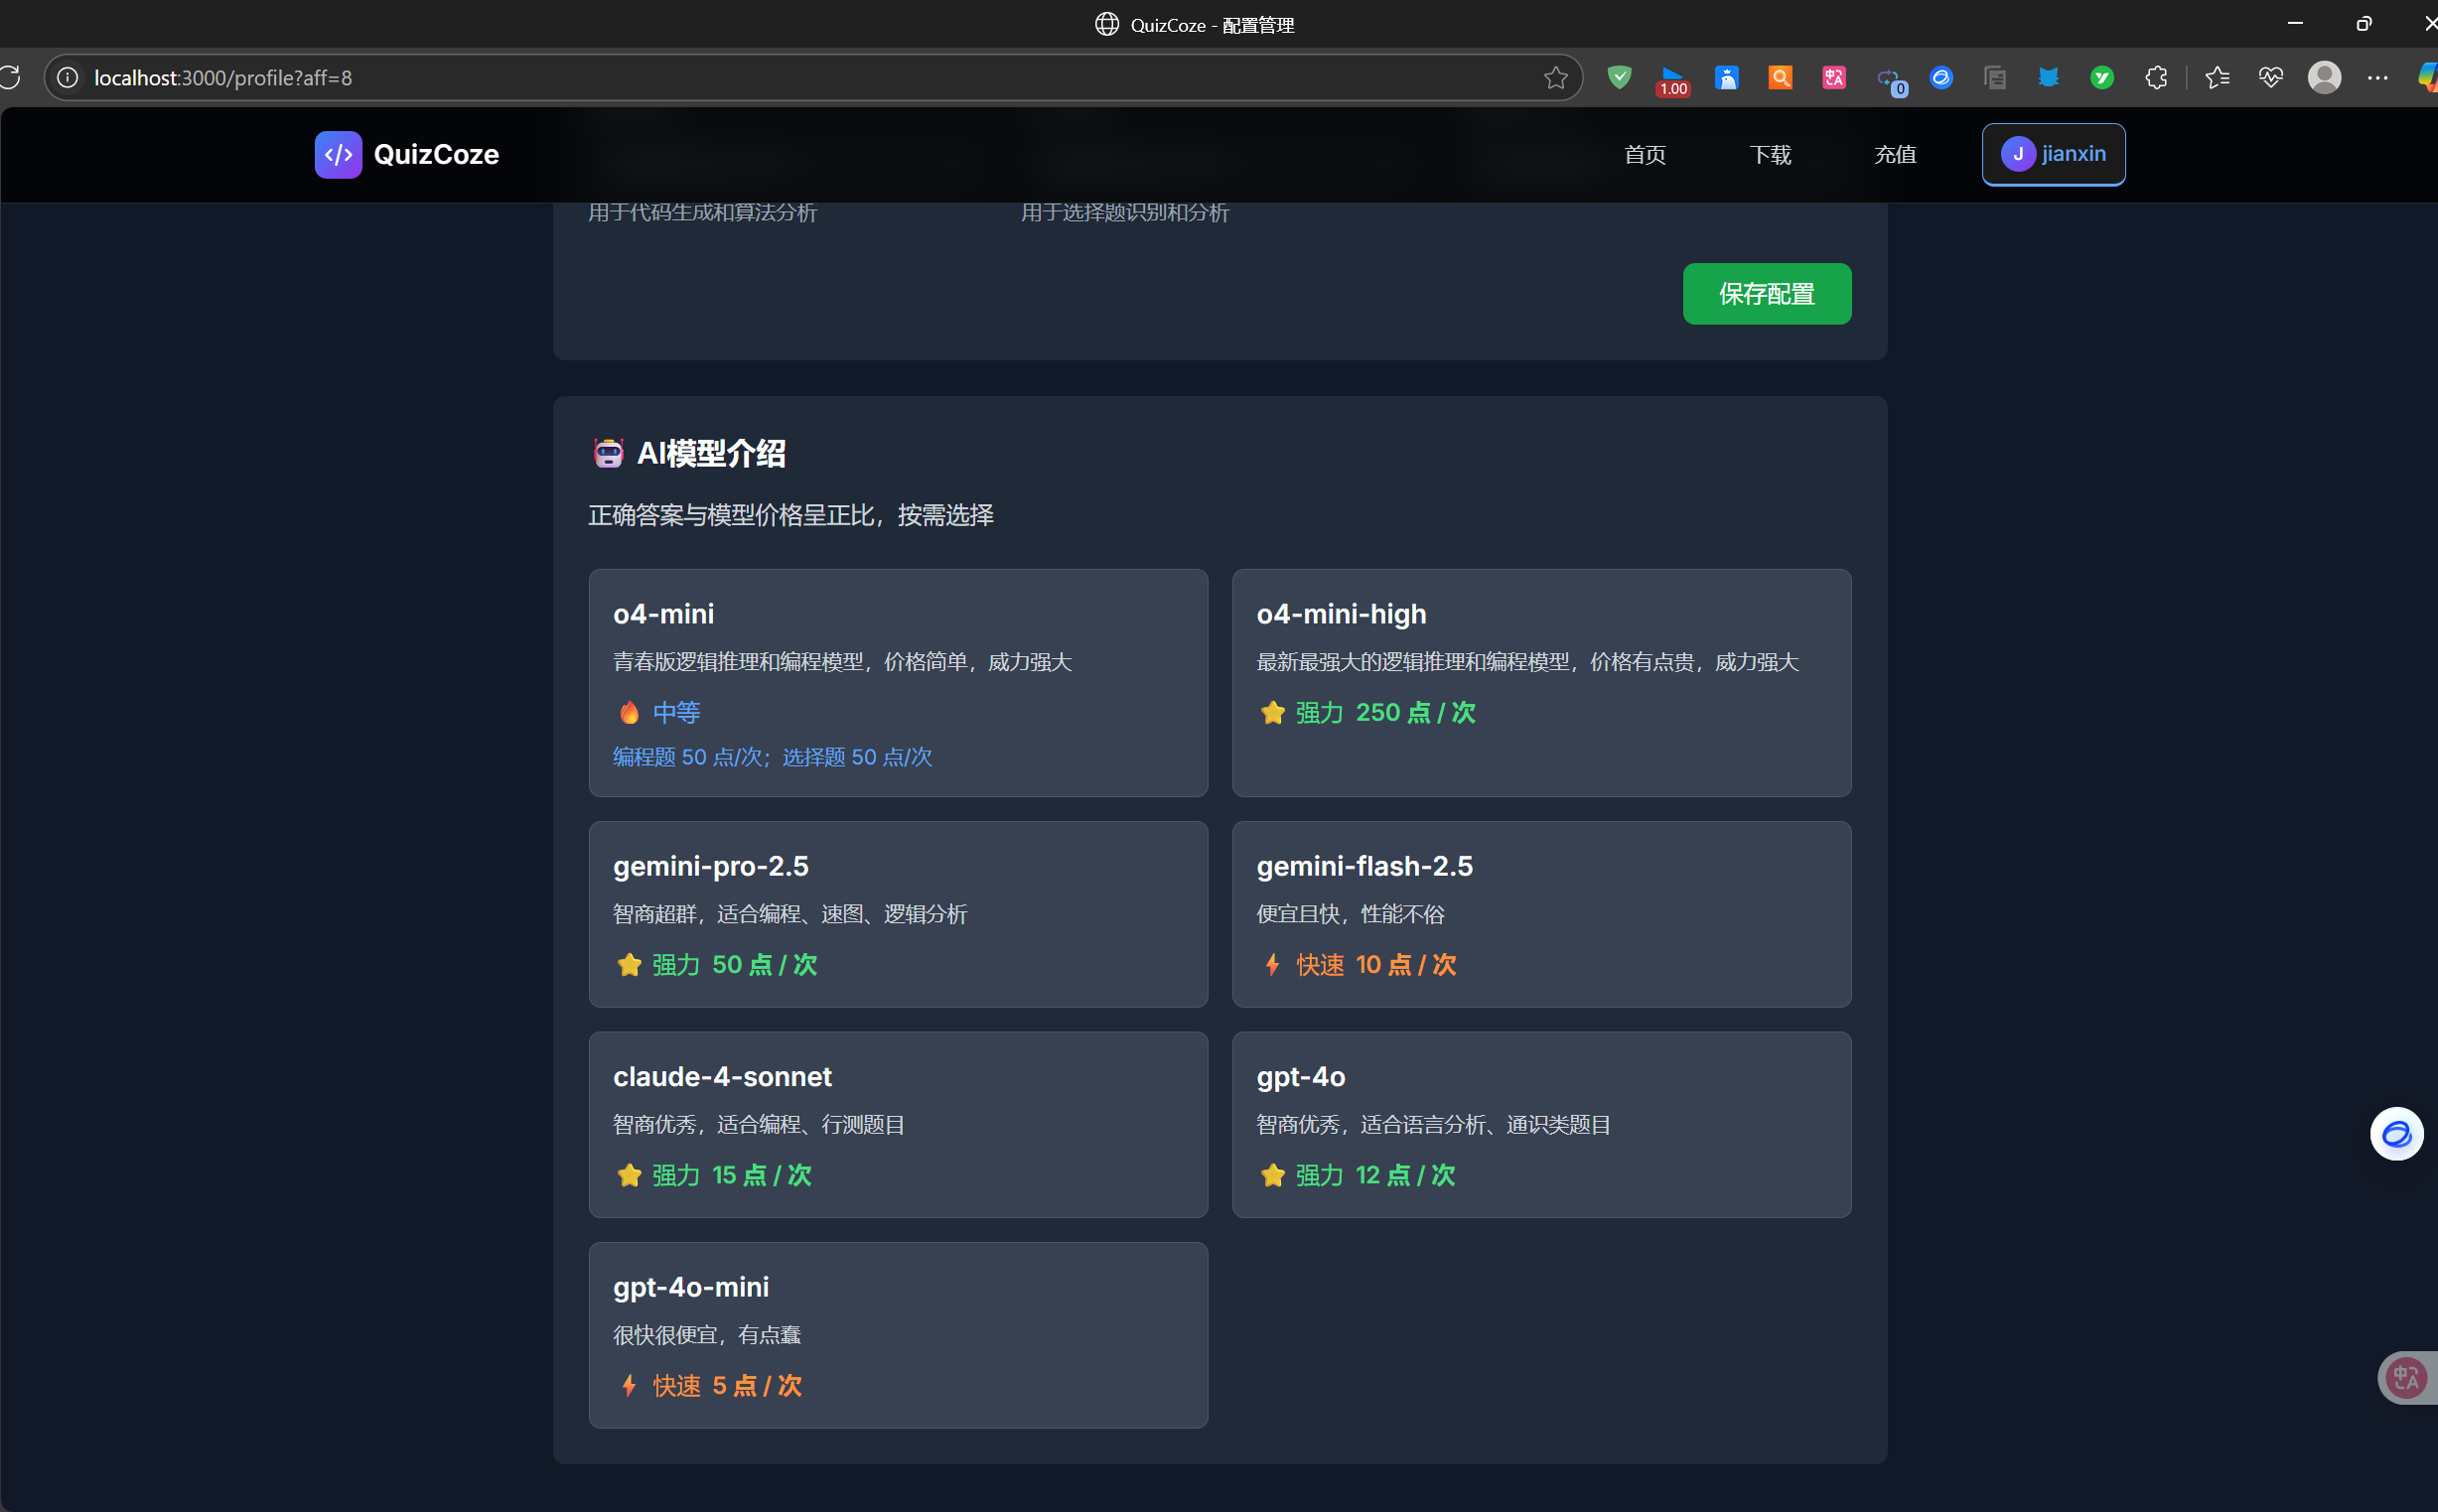 QuizCoze - 配置管理
localhost:3000/profile?aff=8
1.00
0
QuizCoze
首页
下载
充值
J jianxin
用于代码生成和算法分析
用于选择题识别和分析
保存配置
AI模型介绍
正确答案与模型价格呈正比，按需选择
o4-mini
青春版逻辑推理和编程模型，价格简单，威力强大
中等
编程题 50 点/次；选择题 50 点/次
o4-mini-high
最新最强大的逻辑推理和编程模型，价格有点贵，威力强大
强力 250 点 / 次
gemini-pro-2.5
智商超群，适合编程、速图、逻辑分析
强力 50 点 / 次
gemini-flash-2.5
便宜且快，性能不俗
快速 10 点 / 次
claude-4-sonnet
智商优秀，适合编程、行测题目
强力 15 点 / 次
gpt-4o
智商优秀，适合语言分析、通识类题目
强力 12 点 / 次
gpt-4o-mini
很快很便宜，有点蠢
快速 5 点 / 次